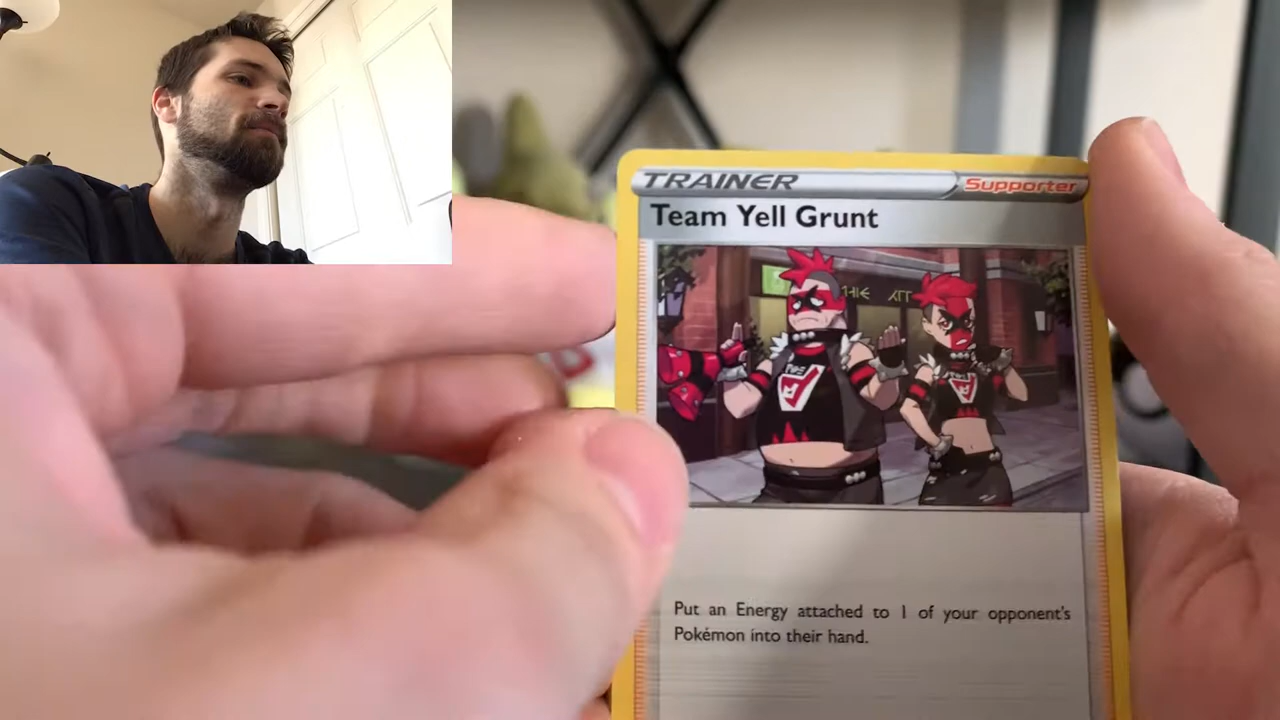 TRAINER Supporter
Team Yell Grunt
Put an Energy attached to 1 of your opponent's
Pokémon into their hand.